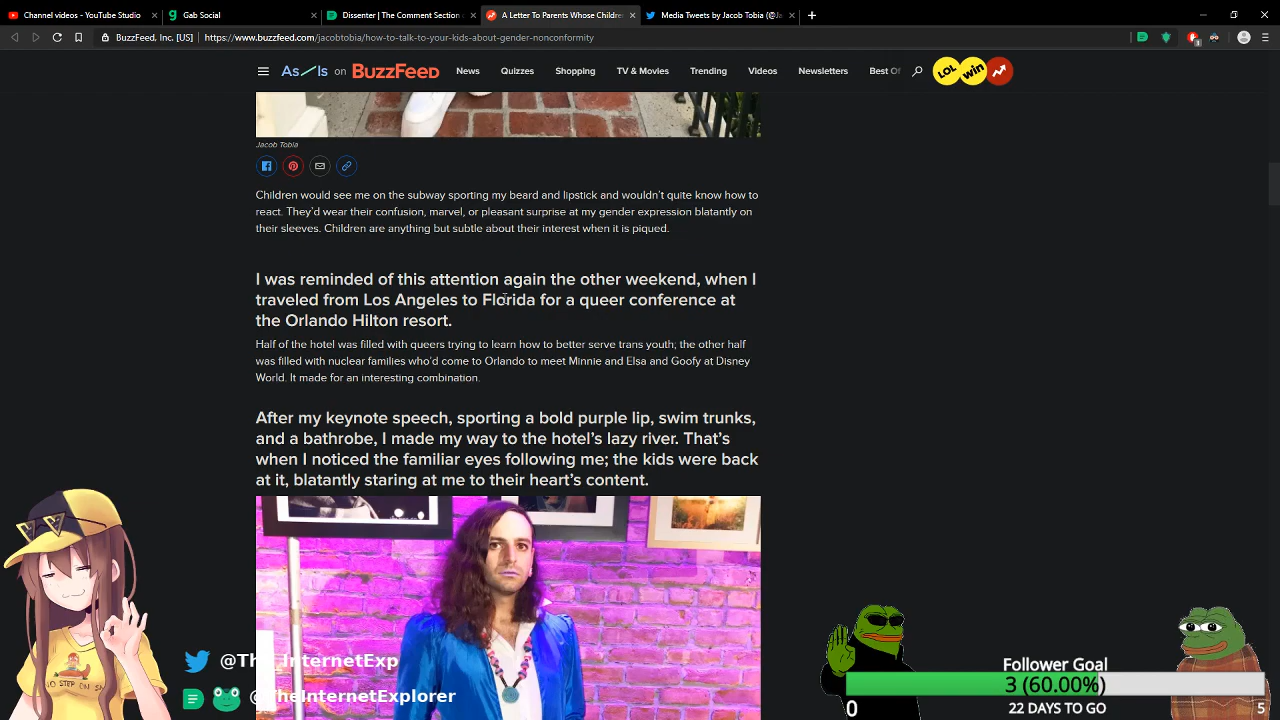 Channel videos - YouTube Studio
Gab Social
Dissenter | The Comment Section
A Letter To Parents Whose Childre
Media Tweets by Jacob Tobia (@Ja
BuzzFeed, Inc. [US]
https://www.buzzfeed.com/jacobtobia/how-to-talk-to-your-kids-about-gender-nonconformity
1
As/Is on BuzzFeed
News
Quizzes
Shopping
TV & Movies
Trending
Videos
Newsletters
Best Of
LOL
win
Jacob Tobia
Children would see me on the subway sporting my beard and lipstick and wouldn't quite know how to
react. They'd wear their confusion, marvel, or pleasant surprise at my gender expression blatantly on
their sleeves. Children are anything but subtle about their interest when it is piqued.
I was reminded of this attention again the other weekend, when I
traveled from Los Angeles to Florida for a queer conference at
the Orlando Hilton resort.
Half of the hotel was filled with queers trying to learn how to better serve trans youth; the other half
was filled with nuclear families who'd come to Orlando to meet Minnie and Elsa and Goofy at Disney
World. It made for an interesting combination.
After my keynote speech, sporting a bold purple lip, swim trunks,
and a bathrobe, I made my way to the hotel's lazy river. That's
when I noticed the familiar eyes following me; the kids were back
at it, blatantly staring at me to their heart's content.
@The_InternetExp
@TheInternetExplorer
Follower Goal
3 (60.00%)
0
22 DAYS TO GO
5